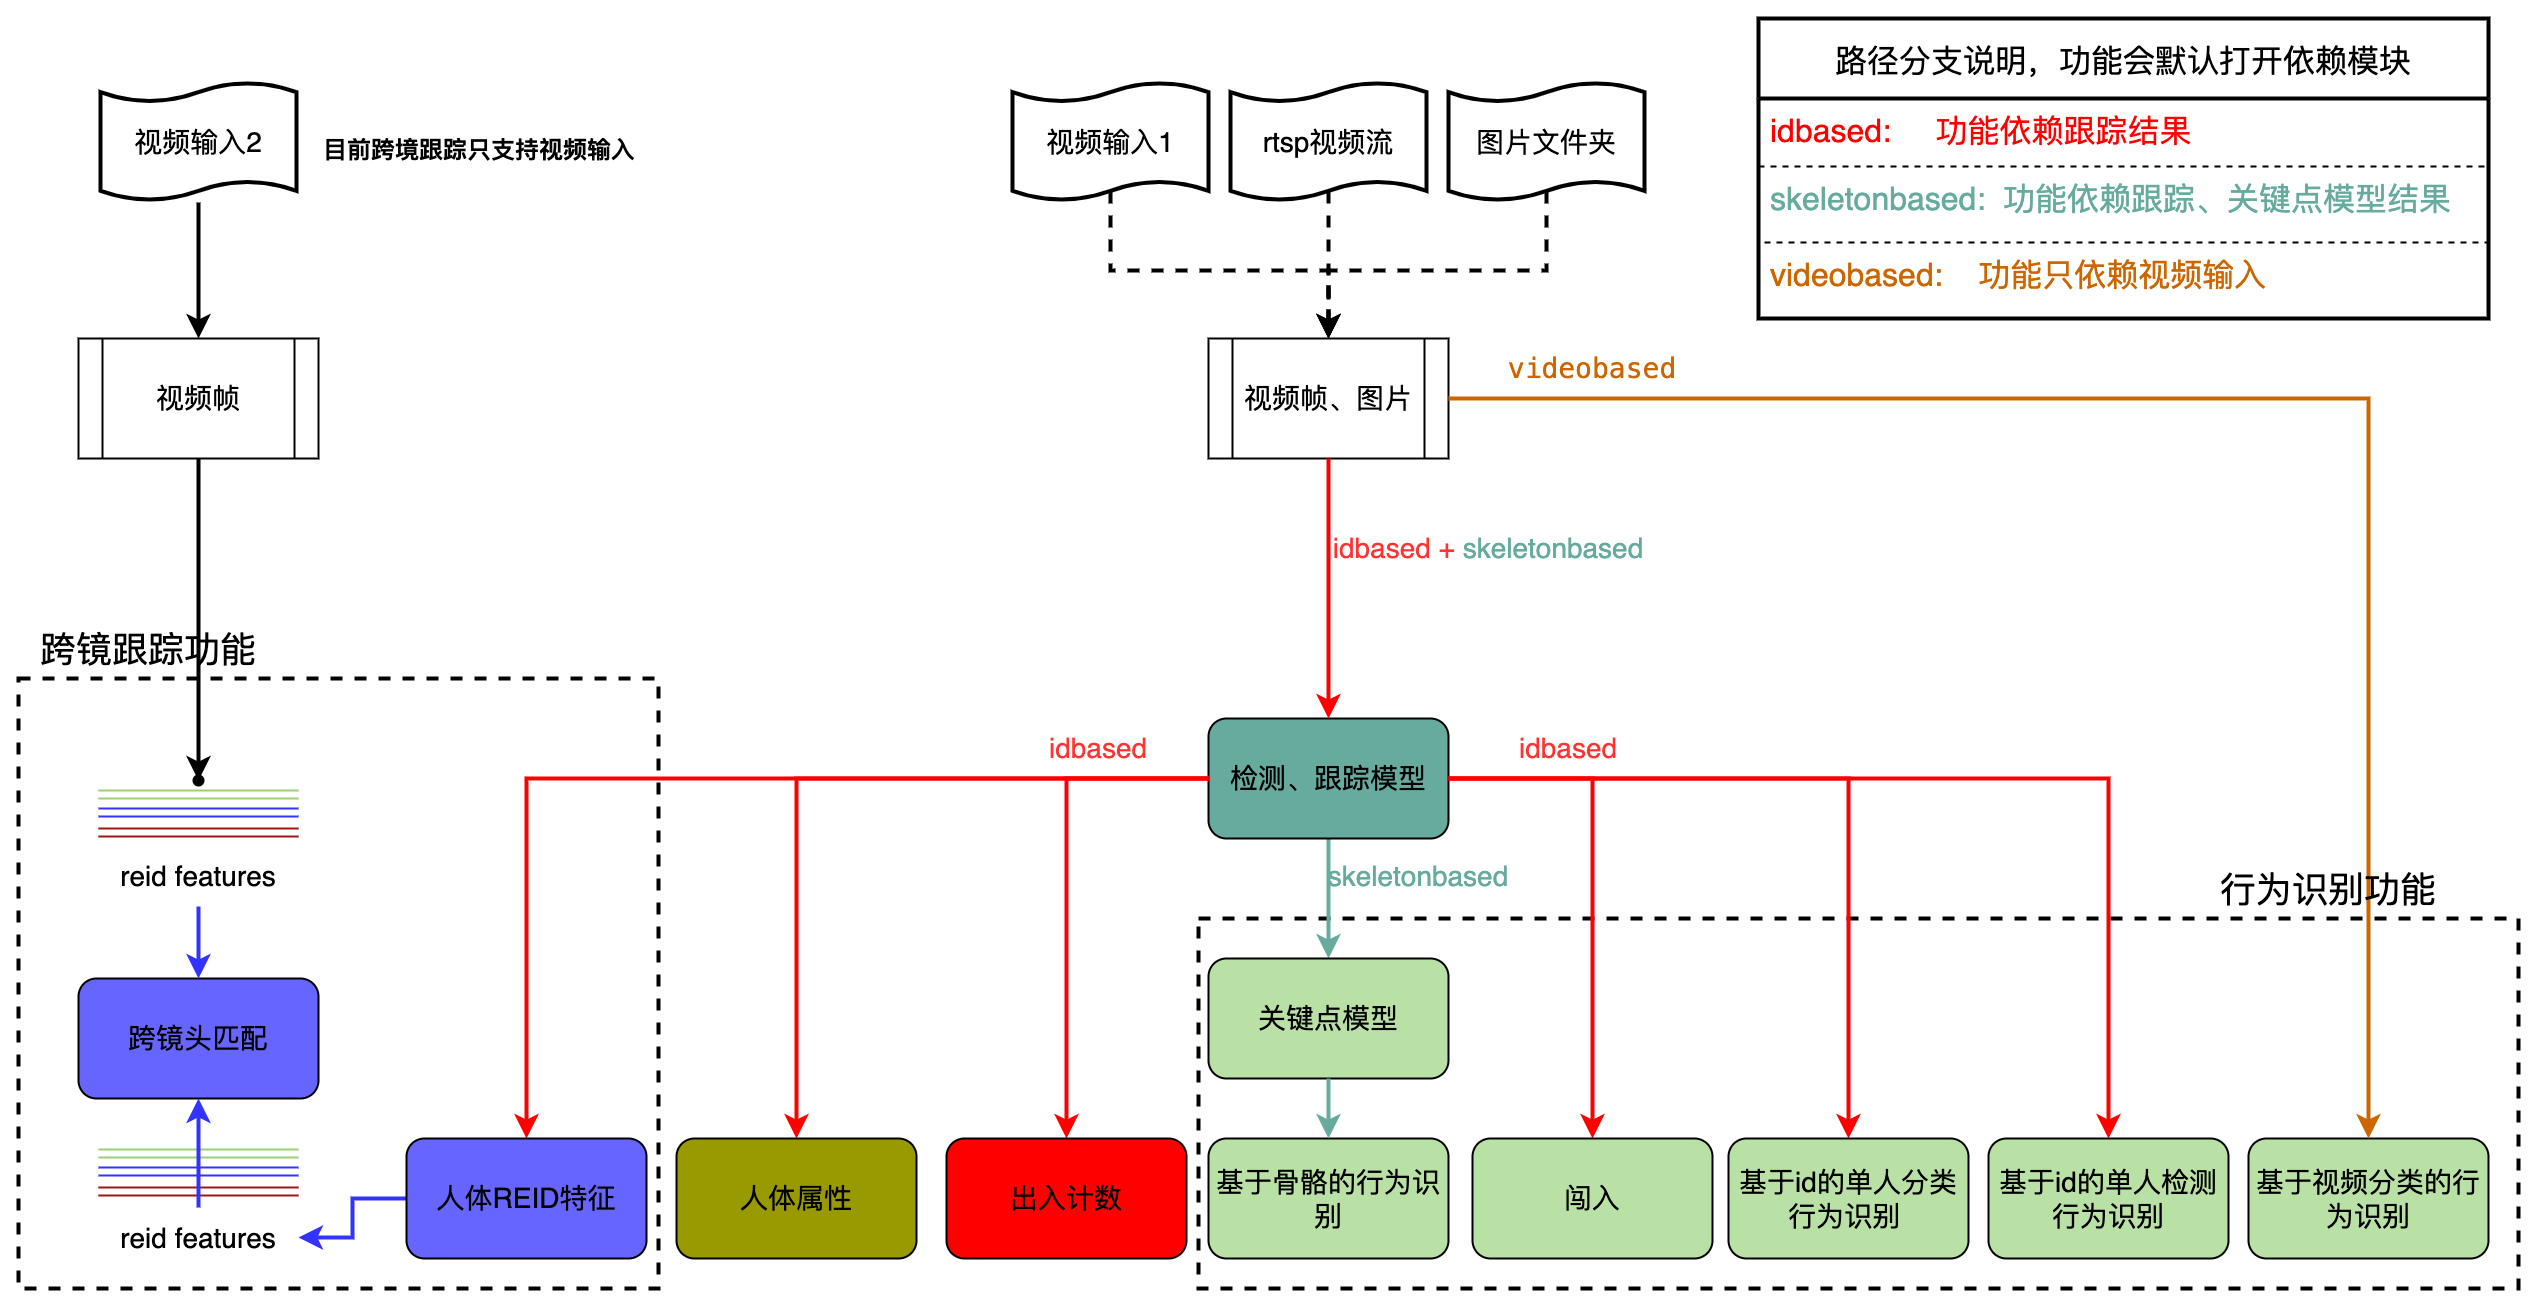 路径分支说明，功能会默认打开依赖模块
idbased: 功能依赖跟踪结果
skeletonbased: 功能依赖跟踪、关键点模型结果
videobased: 功能只依赖视频输入
视频输入2
目前跨境跟踪只支持视频输入
视频输入1
rtsp视频流
图片文件夹
视频帧
视频帧、图片
videobased
idbased + skeletonbased
跨镜跟踪功能
idbased
检测、跟踪模型
idbased
reid features
skeletonbased
行为识别功能
跨镜头匹配
关键点模型
reid features
人体REID特征
人体属性
出入计数
基于骨骼的行为识
别
闯入
基于id的单人分类
行为识别
基于id的单人检测
行为识别
基于视频分类的行
为识别